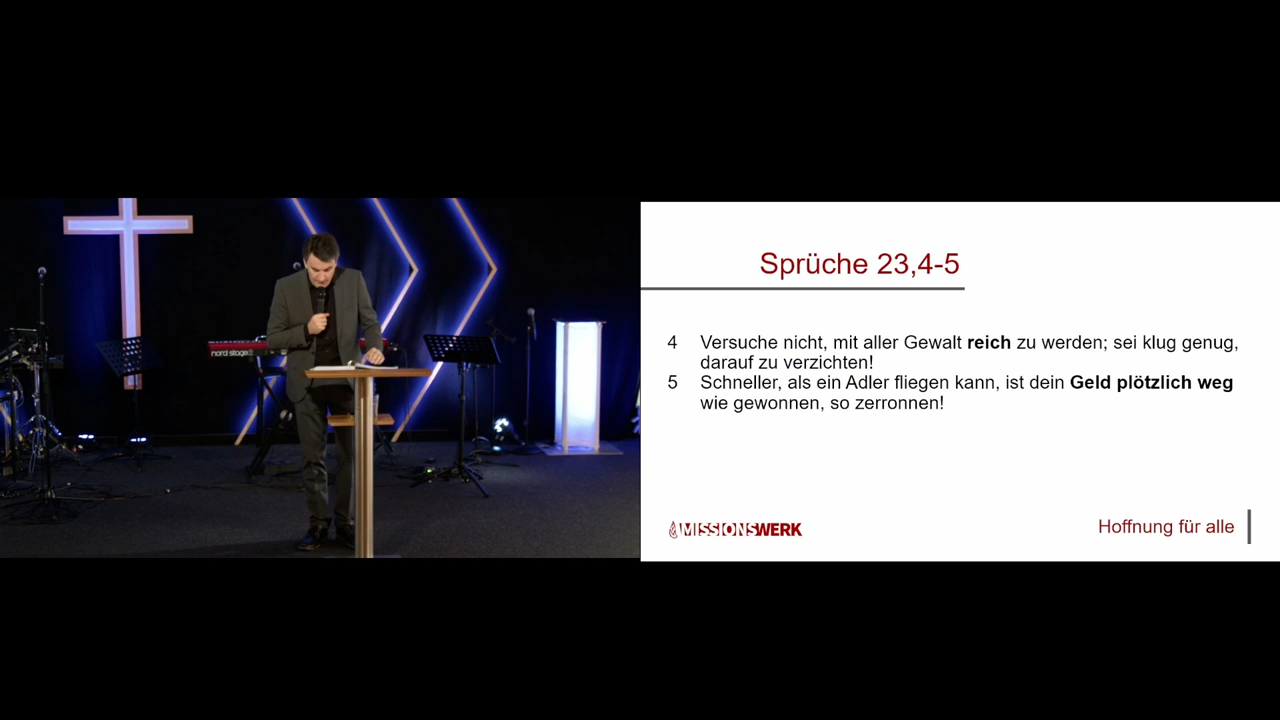 nord stage
Sprüche 23,4-5
4 Versuche nicht, mit aller Gewalt reich zu werden; sei klug genug,
darauf zu verzichten!
5 Schneller, als ein Adler fliegen kann, ist dein Geld plötzlich weg
wie gewonnen, so zerronnen!
MISSIONSWERK
Hoffnung für alle